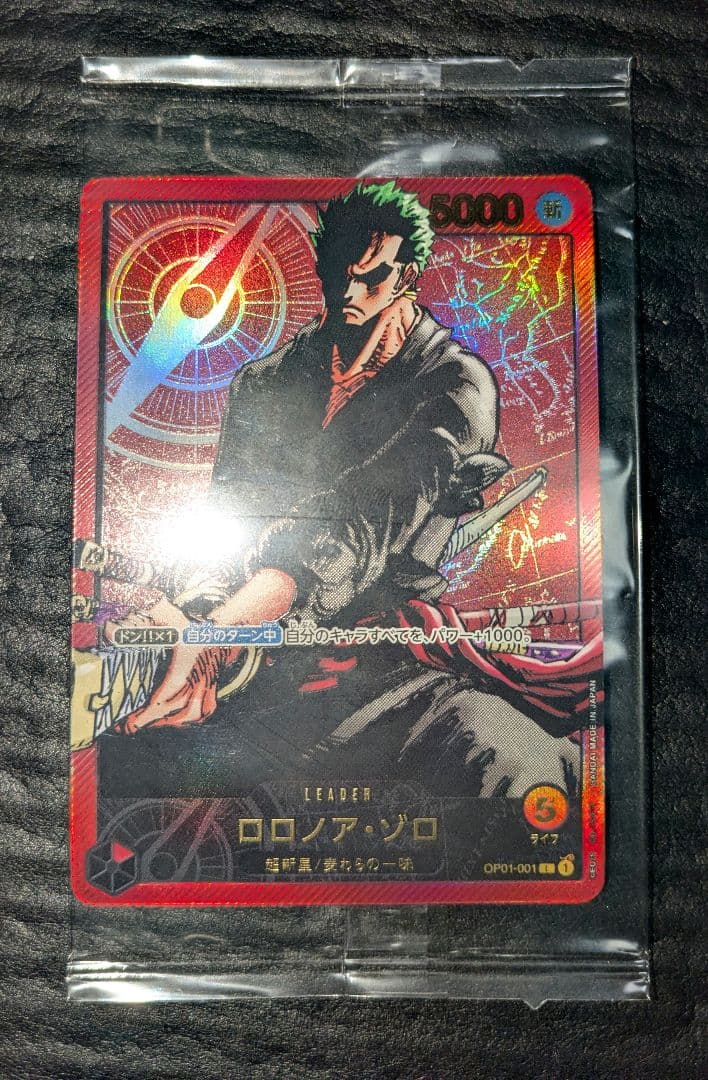 5000 斬
ドン!!×1 自分のターン中 自分のキャラすべてを、パワー+1000。
LEADER
ロロノア・ゾロ
超新星/麦わらの一味
5
ライフ
OP01-001 L 1
BANDAI MADE IN JAPAN